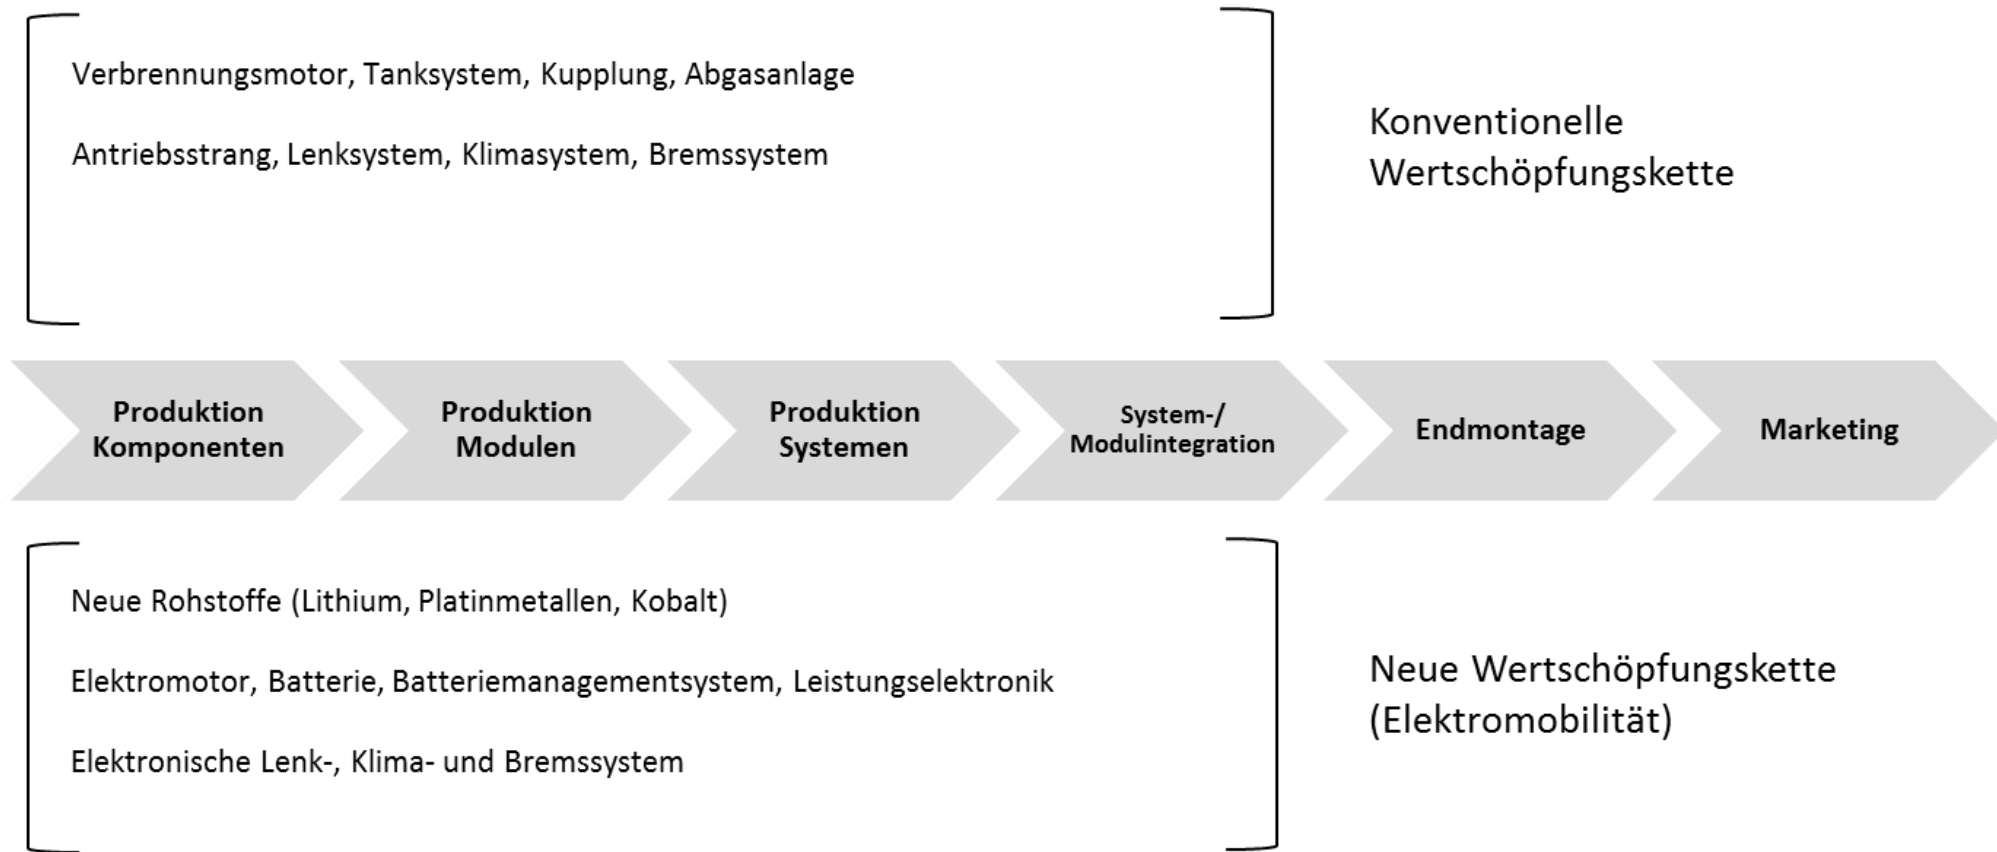 Verbrennungsmotor, Tanksystem, Kupplung, Abgasanlage
Antriebsstrang, Lenksystem, Klimasystem, Bremssystem
Konventionelle
Wertschöpfungskette
Produktion
Komponenten
Produktion
Modulen
Produktion
Systemen
System-/
Modulintegration
Endmontage
Marketing
Neue Rohstoffe (Lithium, Platinmetallen, Kobalt)
Elektromotor, Batterie, Batteriemanagementsystem, Leistungselektronik
Elektronische Lenk-, Klima- und Bremssystem
Neue Wertschöpfungskette
(Elektromobilität)